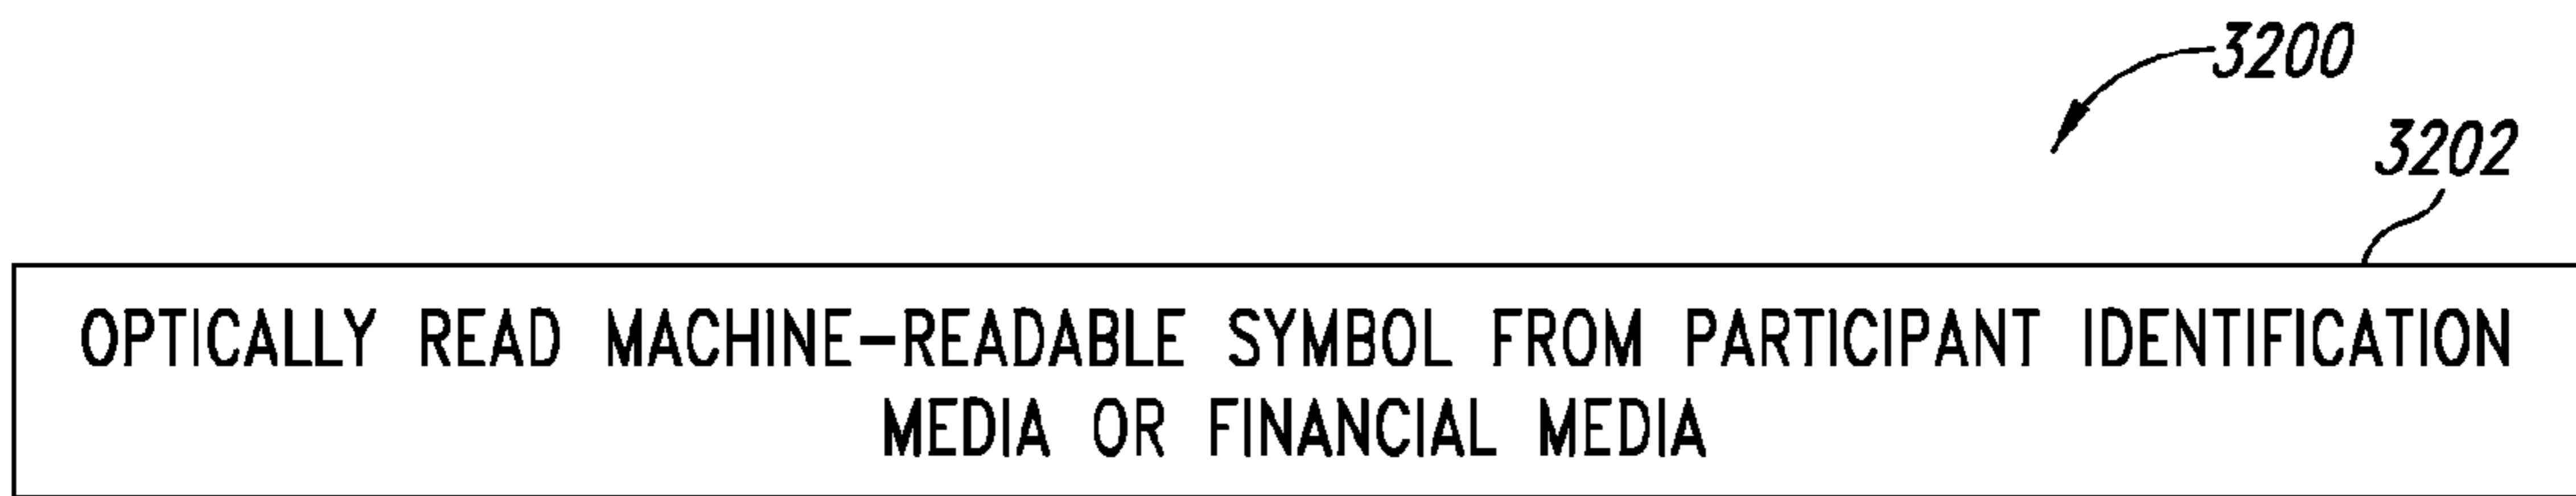 3200
3202
OPTICALLY READ MACHINE-READABLE SYMBOL FROM PARTICIPANT IDENTIFICATION
MEDIA OR FINANCIAL MEDIA